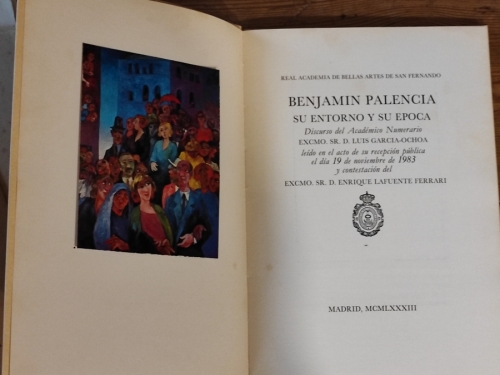 REAL ACADEMIA DE BELLAS ARTES DE SAN FERNANDO
BENJAMIN PALENCIA
SU ENTORNO Y SU EPOCA
Discurso del Académico Numerario
EXCMO. SR. D. LUIS GARCIA-OCHOA
leído en el acto de su recepción pública
el día 19 de noviembre de 1983
y contestación del
EXCMO. SR. D. ENRIQUE LAFUENTE FERRARI
MADRID, MCMLXXXIII